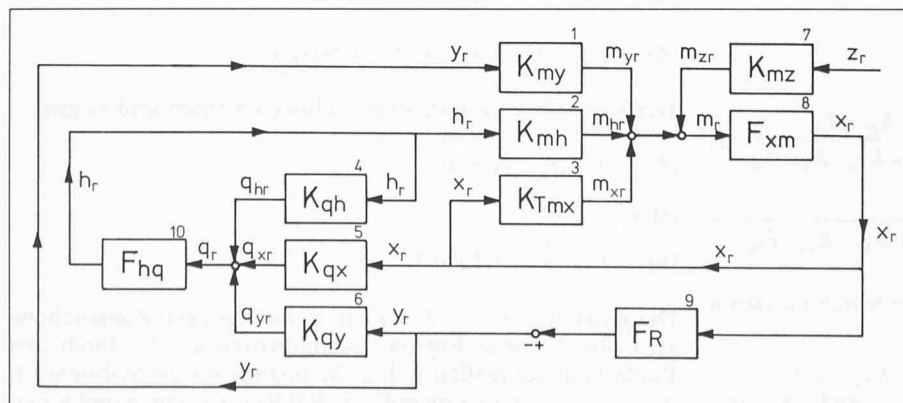 1
7
y_r
K_my
m_yr
m_zr
K_mz
z_r
2
8
h_r
K_mh
m_hr
m_r
F_xm
x_r
4
3
h_r
q_hr
K_qh
h_r
x_r
K_Tmx
m_xr
x_r
10
5
F_hq
q_r
q_xr
K_qx
x_r
x_r
6
9
q_yr
K_qy
y_r
-+
F_R
y_r